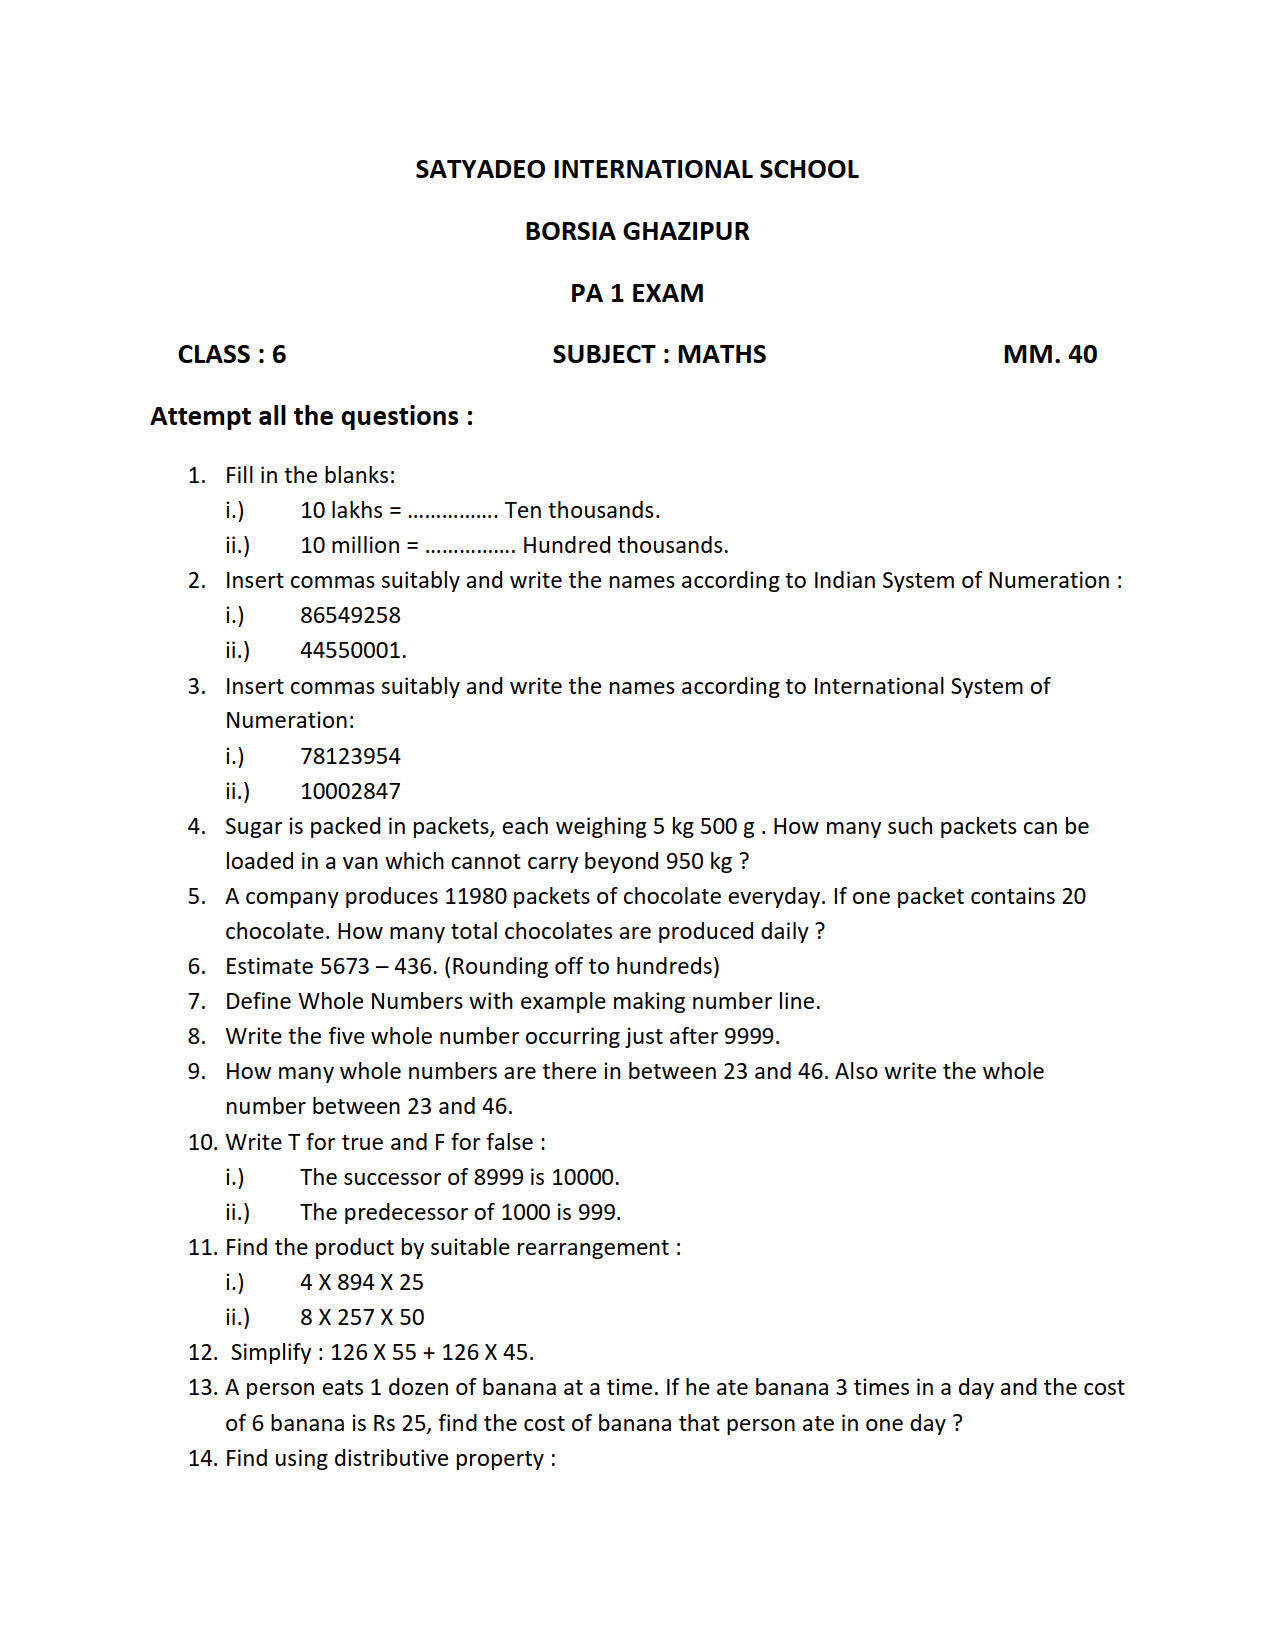 SATYADEO INTERNATIONAL SCHOOL
BORSIA GHAZIPUR
PA 1 EXAM
CLASS : 6 SUBJECT : MATHS MM. 40
Attempt all the questions :
1. Fill in the blanks:
i.) 10 lakhs = ................ Ten thousands.
ii.) 10 million = ................ Hundred thousands.
2. Insert commas suitably and write the names according to Indian System of Numeration :
i.) 86549258
ii.) 44550001.
3. Insert commas suitably and write the names according to International System of
Numeration:
i.) 78123954
ii.) 10002847
4. Sugar is packed in packets, each weighing 5 kg 500 g . How many such packets can be
loaded in a van which cannot carry beyond 950 kg ?
5. A company produces 11980 packets of chocolate everyday. If one packet contains 20
chocolate. How many total chocolates are produced daily ?
6. Estimate 5673 – 436. (Rounding off to hundreds)
7. Define Whole Numbers with example making number line.
8. Write the five whole number occurring just after 9999.
9. How many whole numbers are there in between 23 and 46. Also write the whole
number between 23 and 46.
10. Write T for true and F for false :
i.) The successor of 8999 is 10000.
ii.) The predecessor of 1000 is 999.
11. Find the product by suitable rearrangement :
i.) 4 X 894 X 25
ii.) 8 X 257 X 50
12. Simplify : 126 X 55 + 126 X 45.
13. A person eats 1 dozen of banana at a time. If he ate banana 3 times in a day and the cost
of 6 banana is Rs 25, find the cost of banana that person ate in one day ?
14. Find using distributive property :